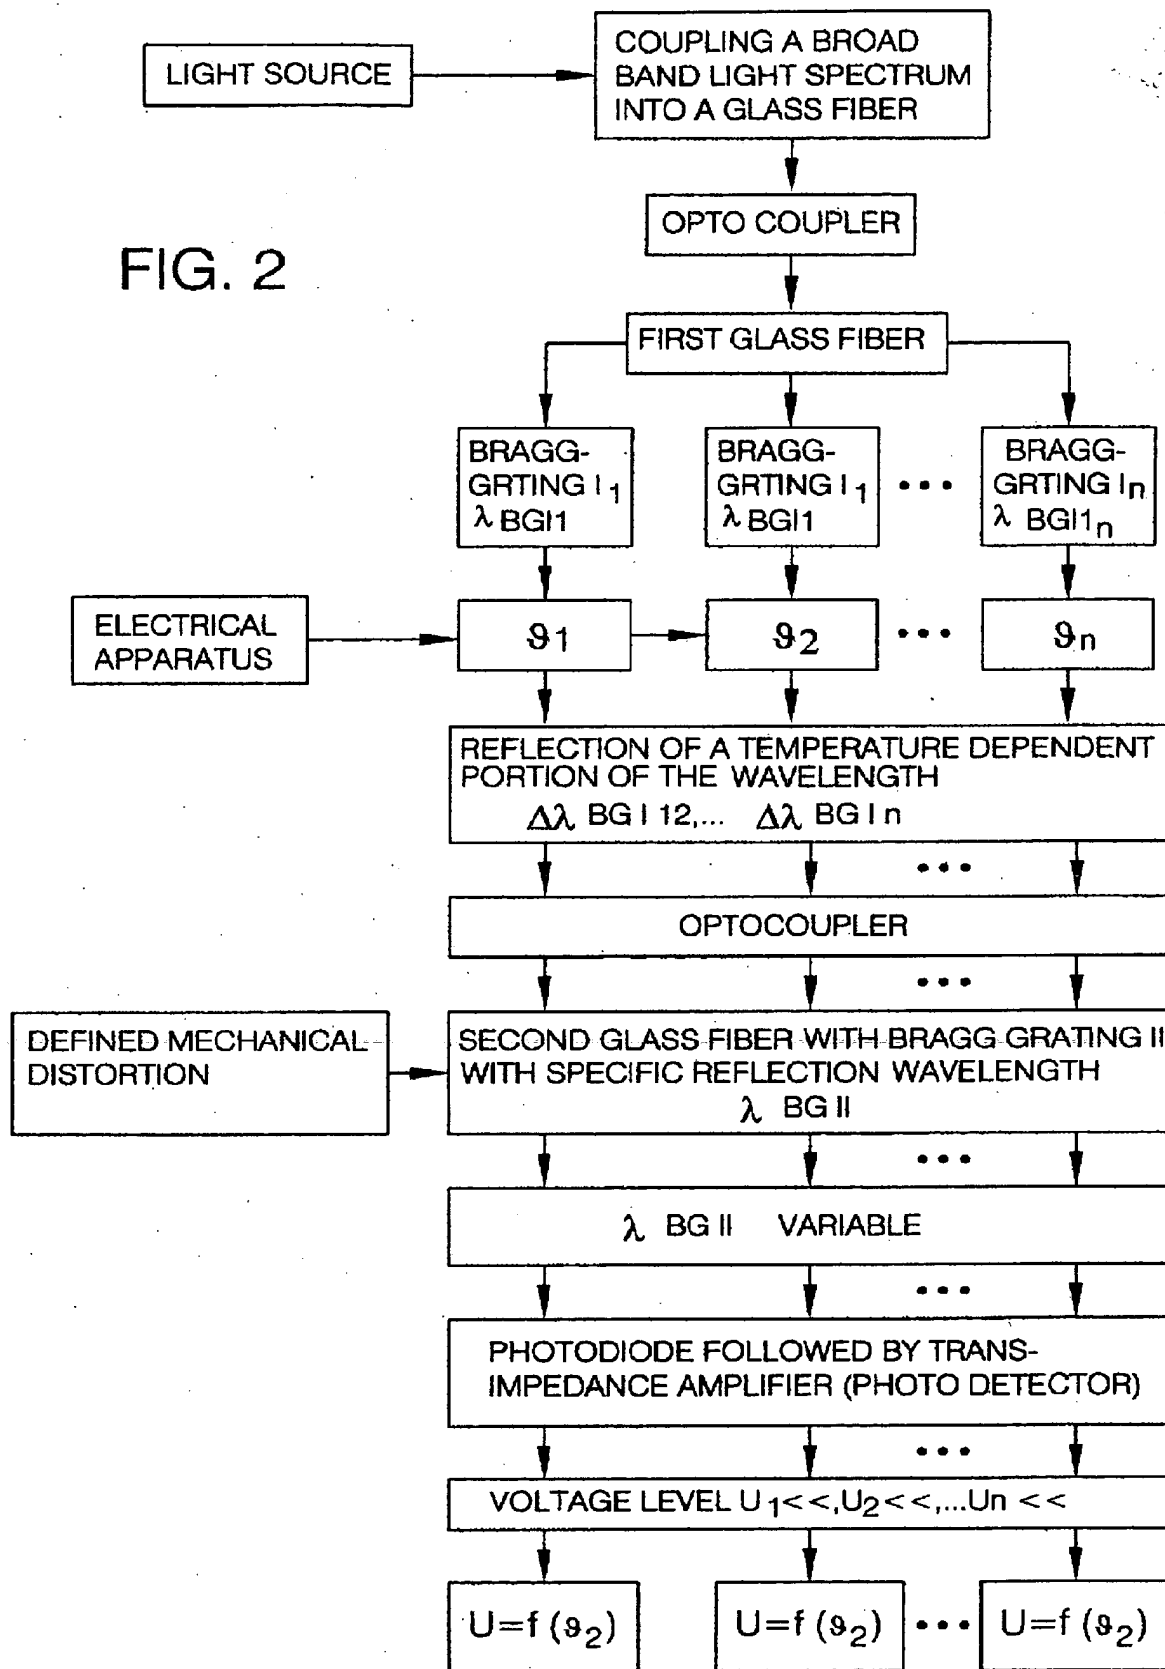 LIGHT SOURCE
COUPLING A BROAD
BAND LIGHT SPECTRUM
INTO A GLASS FIBER
OPTO COUPLER
FIG. 2
FIRST GLASS FIBER
BRAGG-
GRTING I1
λ BGI1
BRAGG-
GRTING I1
λ BGI1
•••
BRAGG-
GRTING In
λ BGI1n
ELECTRICAL
APPARATUS
ϑ1
ϑ2
•••
ϑn
REFLECTION OF A TEMPERATURE DEPENDENT
PORTION OF THE WAVELENGTH
Δλ BG I 12,... Δλ BG I n
•••
OPTOCOUPLER
•••
DEFINED MECHANICAL
DISTORTION
SECOND GLASS FIBER WITH BRAGG GRATING II
WITH SPECIFIC REFLECTION WAVELENGTH
λ BG II
•••
λ BG II VARIABLE
•••
PHOTODIODE FOLLOWED BY TRANS-
IMPEDANCE AMPLIFIER (PHOTO DETECTOR)
•••
VOLTAGE LEVEL U1<<,U2<<,...Un <<
U=f (ϑ2)
U=f (ϑ2)
•••
U=f (ϑ2)